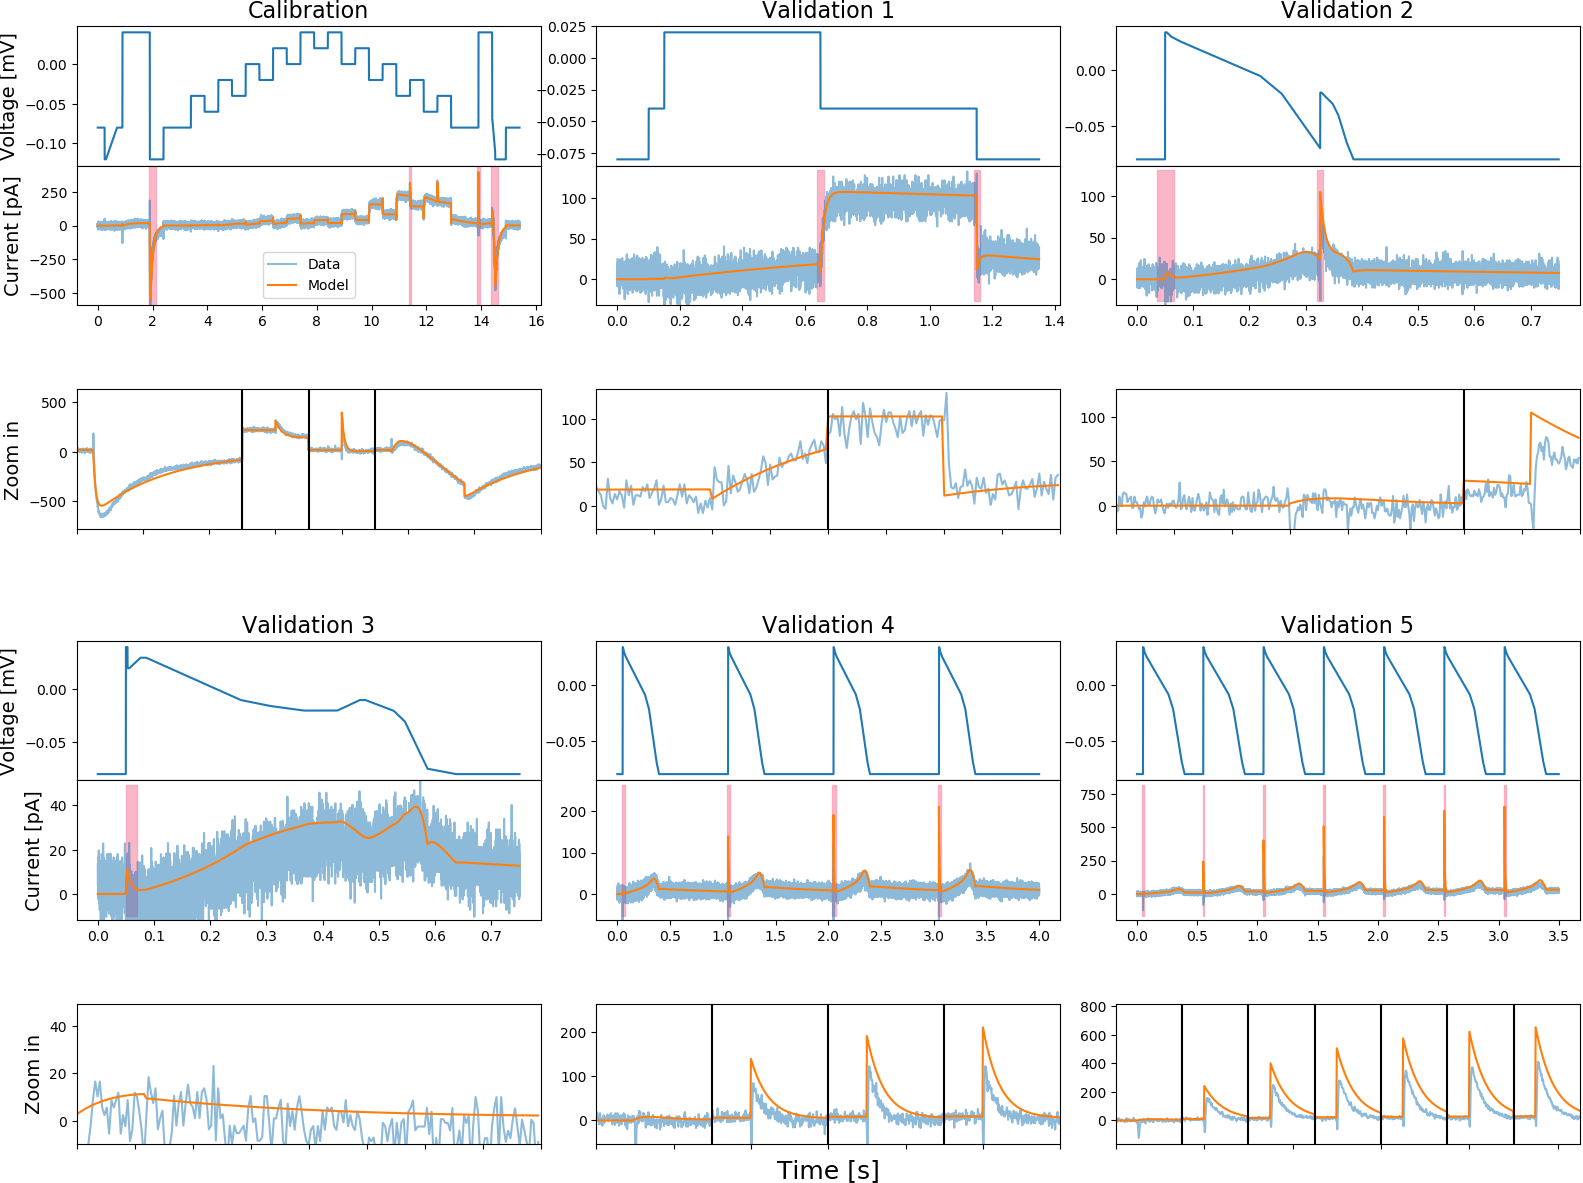 Calibration
Validation 1
Validation 2
Voltage [mV]
0.00
−0.05
−0.10
0.025
0.000
−0.025
−0.050
−0.075
0.00
−0.05
Current [pA]
250
0
−250
−500
Data
Model
100
50
0
100
50
0
0 2 4 6 8 10 12 14 16
0.0 0.2 0.4 0.6 0.8 1.0 1.2 1.4
0.0 0.1 0.2 0.3 0.4 0.5 0.6 0.7
Zoom in
500
0
−500
100
50
0
100
50
0
Validation 3
Validation 4
Validation 5
Voltage [mV]
0.00
−0.05
0.00
−0.05
0.00
−0.05
Current [pA]
40
20
0
200
100
0
750
500
250
0
0.0 0.1 0.2 0.3 0.4 0.5 0.6 0.7
0.0 0.5 1.0 1.5 2.0 2.5 3.0 3.5 4.0
0.0 0.5 1.0 1.5 2.0 2.5 3.0 3.5
Zoom in
40
20
0
200
100
0
800
600
400
200
0
Time [s]